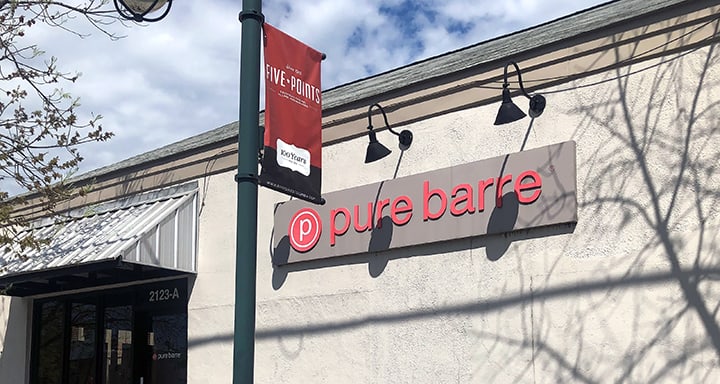 FIVE•POINTS
100 Years
p pure barre
2123-A
p pure barre